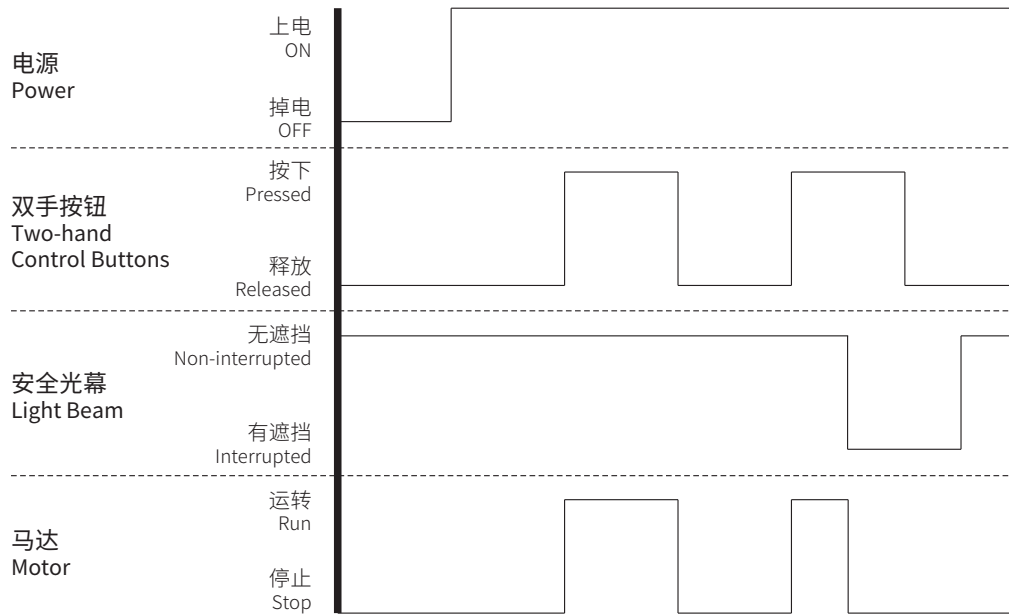 上电
ON
电源
Power
掉电
OFF
按下
Pressed
双手按钮
Two-hand
Control Buttons
释放
Released
无遮挡
Non-interrupted
安全光幕
Light Beam
有遮挡
Interrupted
运转
Run
马达
Motor
停止
Stop